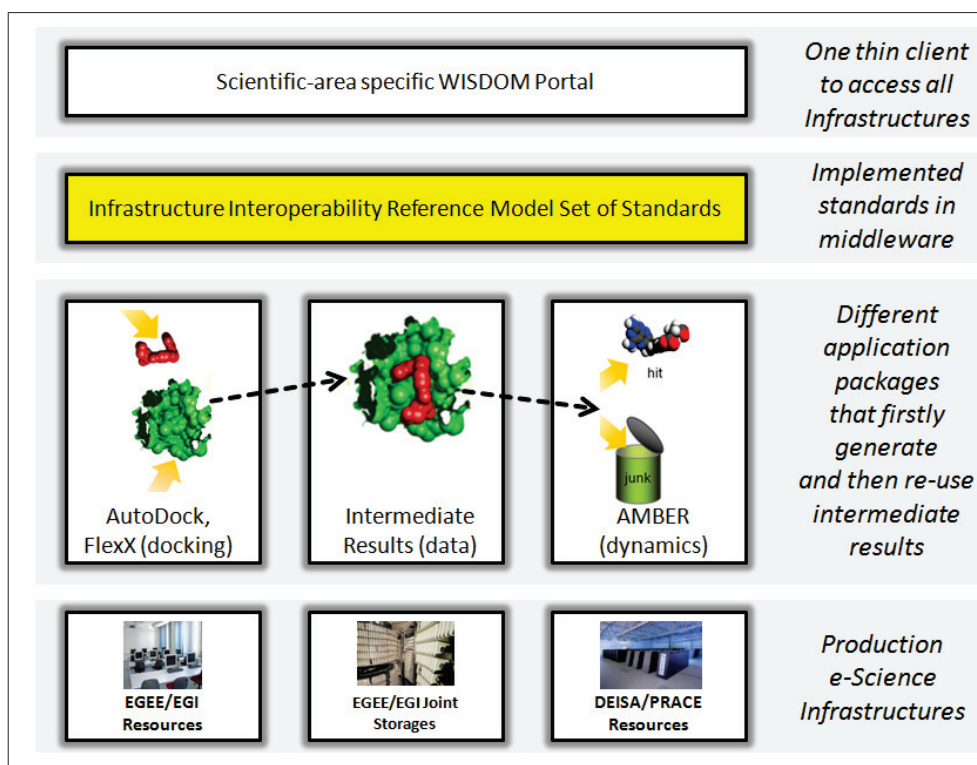 Scientific-area specific WISDOM Portal
One thin client
to access all
Infrastructures
Infrastructure Interoperability Reference Model Set of Standards
Implemented
standards in
middleware
AutoDock,
FlexX (docking)
Intermediate
Results (data)
hit
junk
AMBER
(dynamics)
Different
application
packages
that firstly
generate
and then re-use
intermediate
results
EGEE/EGI
Resources
EGEE/EGI Joint
Storages
DEISA/PRACE
Resources
Production
e-Science
Infrastructures